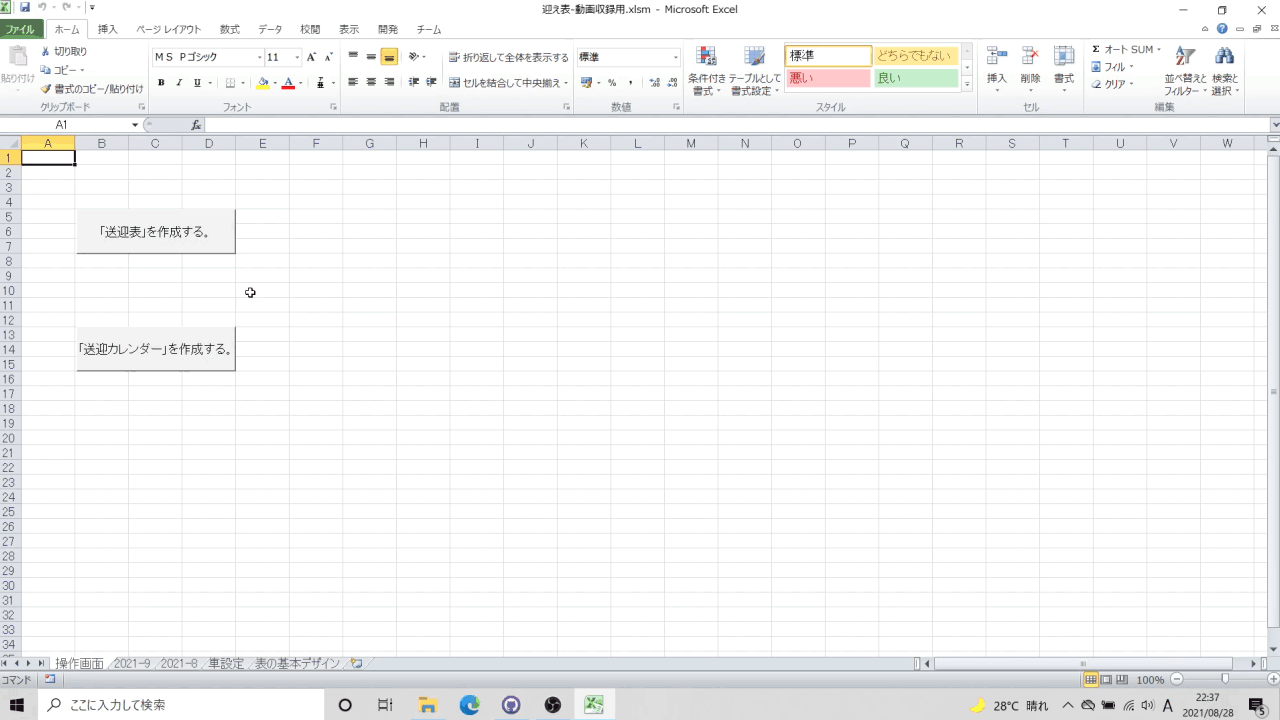 迎え表-動画収録用.xlsm - Microsoft Excel
ファイル ホーム 挿入 ページ レイアウト 数式 データ 校閲 表示 開発 チーム
貼り付け 切り取り コピー 書式のコピー/貼り付け クリップボード
ＭＳ Ｐゴシック 11 B I U フォント
折り返して全体を表示する セルを結合して中央揃え 配置
標準 % , 数値
条件付き書式 テーブルとして書式設定 標準 どちらでもない 悪い 良い スタイル
挿入 削除 書式 セル
Σ オート SUM フィル クリア 並べ替えとフィルター 検索と選択 編集
A1 fx
A B C D E F G H I J K L M N O P Q R S T U V W
1
2
3
4
5
6 「送迎表」を作成する。
7
8
9
10
11
12
13
14 「送迎カレンダー」を作成する。
15
16
17
18
19
20
21
22
23
24
25
26
27
28
29
30
31
32
33
34
操作画面 2021-9 2021-8 車設定 表の基本デザイン
コマンド 100%
ここに入力して検索 28°C 晴れ A 22:37
2021/08/28 5